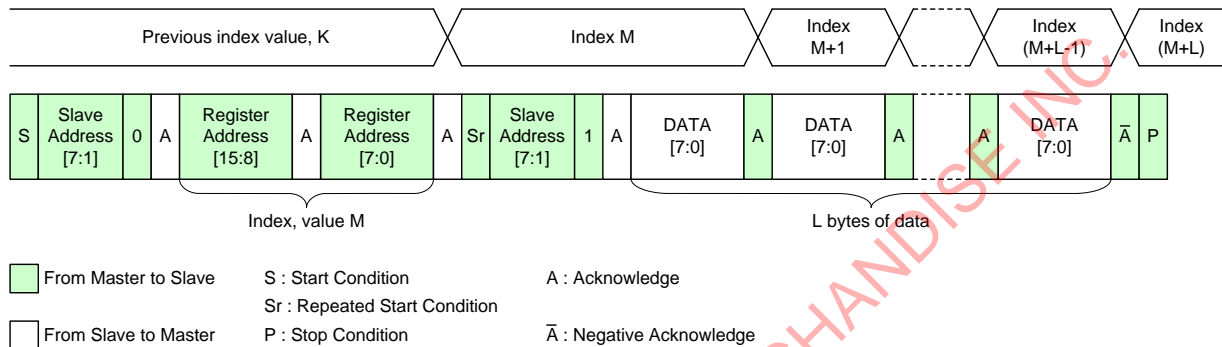 Previous index value, K
Index M
Index
M+1
Index
(M+L-1)
Index
(M+L)
S
Slave
Address
[7:1]
0
A
Register
Address
[15:8]
A
Register
Address
[7:0]
A
Sr
Slave
Address
[7:1]
1
A
DATA
[7:0]
A
DATA
[7:0]
A
A
DATA
[7:0]
A̅
P
Index, value M
L bytes of data
From Master to Slave
S : Start Condition
A : Acknowledge
Sr : Repeated Start Condition
From Slave to Master
P : Stop Condition
A̅ : Negative Acknowledge
HANDISE INC.